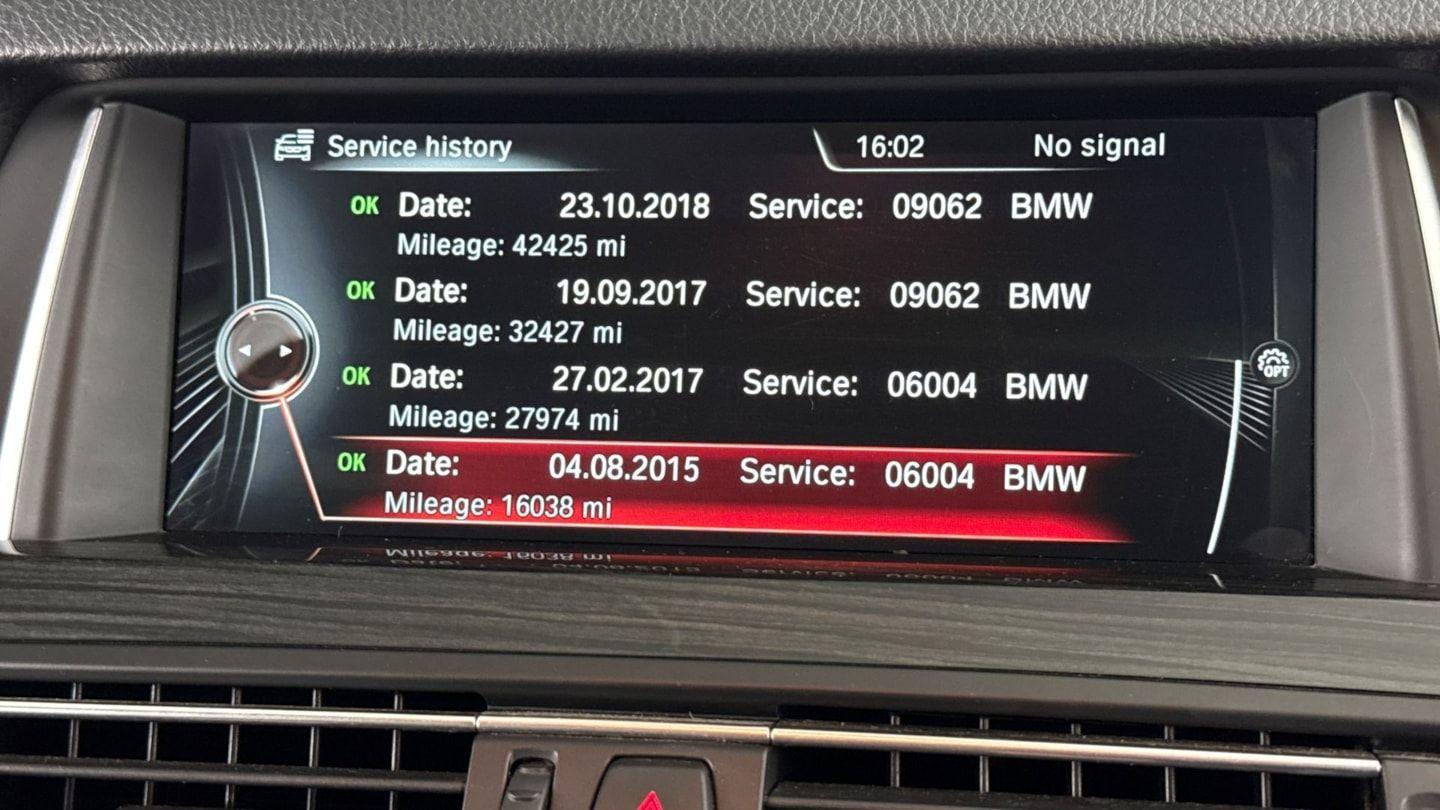 Service history 16:02 No signal
OK Date: 23.10.2018 Service: 09062 BMW
Mileage: 42425 mi
OK Date: 19.09.2017 Service: 09062 BMW
Mileage: 32427 mi
OK Date: 27.02.2017 Service: 06004 BMW
Mileage: 27974 mi
OK Date: 04.08.2015 Service: 06004 BMW
Mileage: 16038 mi
OPT